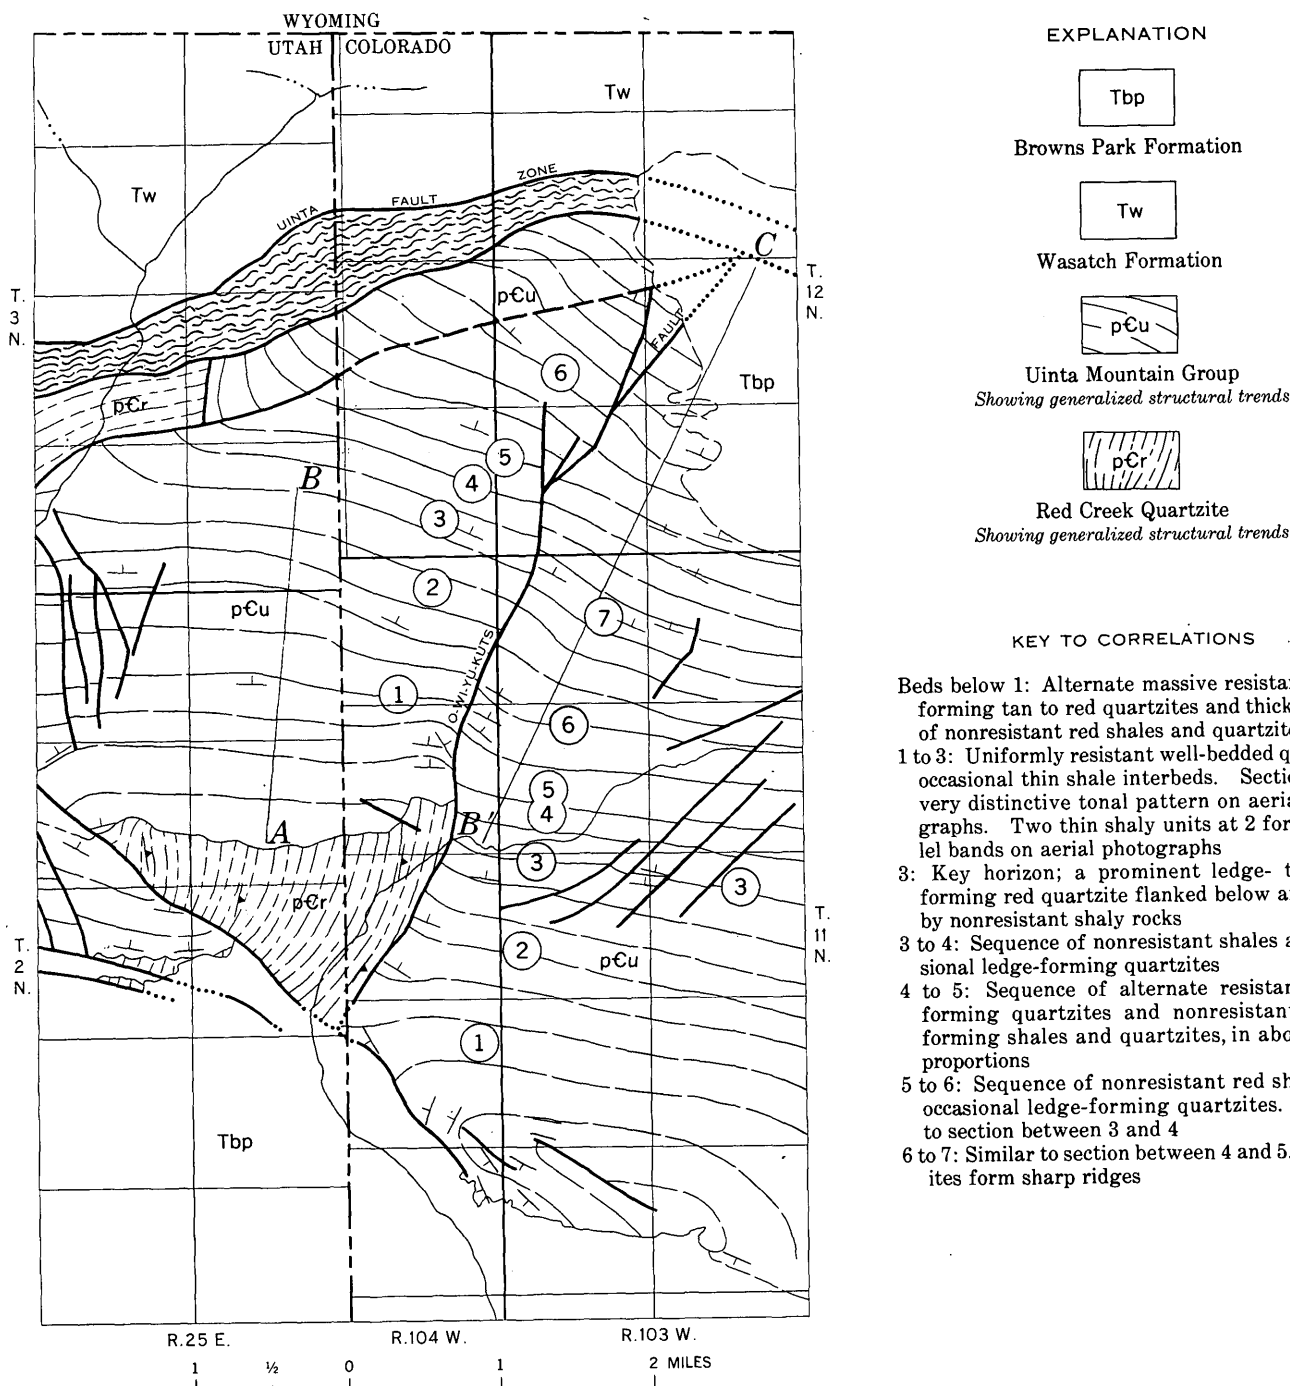 WYOMING
UTAH COLORADO
Tw
Tw
UINTA FAULT ZONE
C
T.
3
N.
T.
12
N.
p€u
FAULT
6
Tbp
p€r
5
B
4
3
2
p€u
7
O-WI-YU-KUTS
1
6
5
4
A
B'
3
3
p€r
T.
2
N.
T.
11
N.
2
p€u
1
Tbp
R.25 E.
R.104 W.
R.103 W.
1 ½ 0 1 2 MILES
EXPLANATION
Tbp
Browns Park Formation
Tw
Wasatch Formation
p€u
Uinta Mountain Group
Showing generalized structural trends
p€r
Red Creek Quartzite
Showing generalized structural trends
KEY TO CORRELATIONS
Beds below 1: Alternate massive resista
forming tan to red quartzites and thick
of nonresistant red shales and quartzit
1 to 3: Uniformly resistant well-bedded q
occasional thin shale interbeds. Secti
very distinctive tonal pattern on aeria
graphs. Two thin shaly units at 2 for
lel bands on aerial photographs
3: Key horizon; a prominent ledge- t
forming red quartzite flanked below a
by nonresistant shaly rocks
3 to 4: Sequence of nonresistant shales a
sional ledge-forming quartzites
4 to 5: Sequence of alternate resistan
forming quartzites and nonresistant
forming shales and quartzites, in abo
proportions
5 to 6: Sequence of nonresistant red sh
occasional ledge-forming quartzites.
to section between 3 and 4
6 to 7: Similar to section between 4 and 5.
ites form sharp ridges